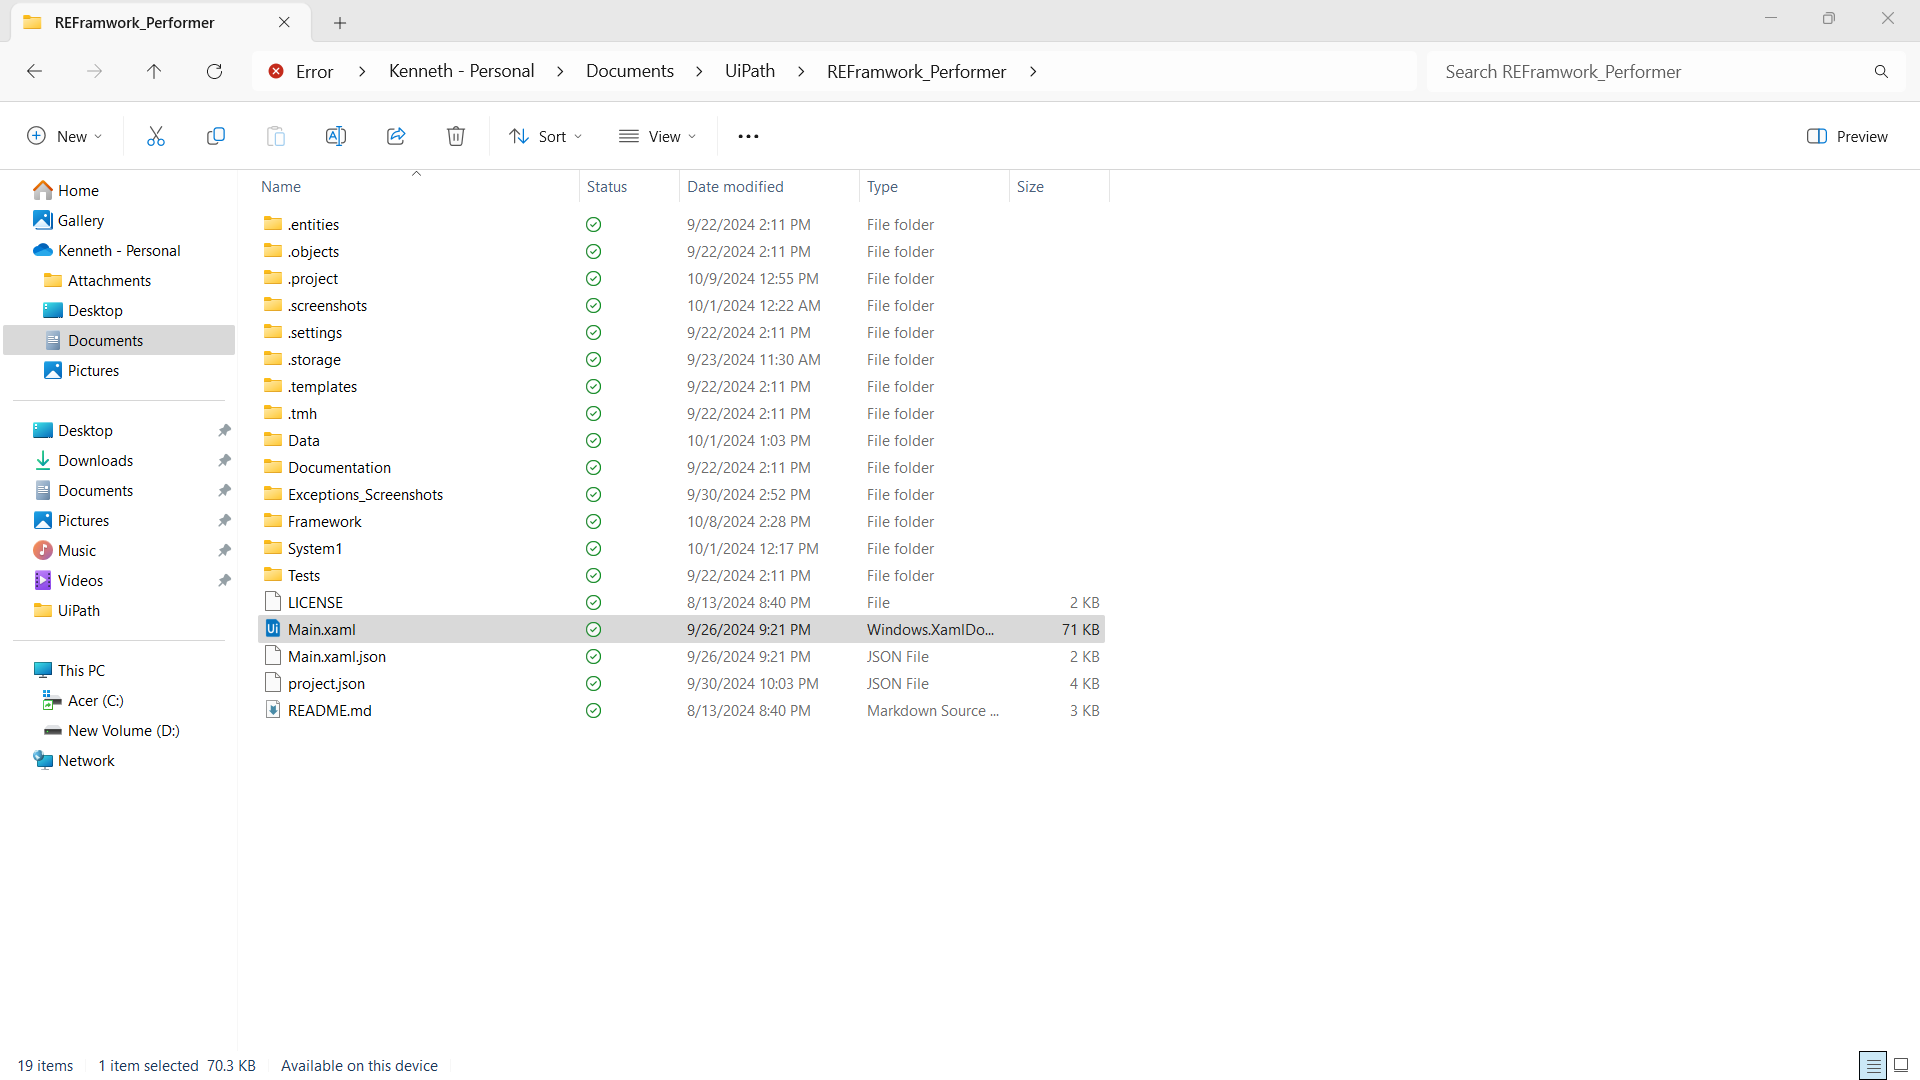 REFramwork_Performer
Error > Kenneth - Personal > Documents > UiPath > REFramwork_Performer >
Search REFramwork_Performer
New
Sort
View
Preview
Home
Gallery
Kenneth - Personal
Attachments
Desktop
Documents
Pictures
Desktop
Downloads
Documents
Pictures
Music
Videos
UiPath
This PC
Acer (C:)
New Volume (D:)
Network
Name Status Date modified Type Size
.entities 9/22/2024 2:11 PM File folder
.objects 9/22/2024 2:11 PM File folder
.project 10/9/2024 12:55 PM File folder
.screenshots 10/1/2024 12:22 AM File folder
.settings 9/22/2024 2:11 PM File folder
.storage 9/23/2024 11:30 AM File folder
.templates 9/22/2024 2:11 PM File folder
.tmh 9/22/2024 2:11 PM File folder
Data 10/1/2024 1:03 PM File folder
Documentation 9/22/2024 2:11 PM File folder
Exceptions_Screenshots 9/30/2024 2:52 PM File folder
Framework 10/8/2024 2:28 PM File folder
System1 10/1/2024 12:17 PM File folder
Tests 9/22/2024 2:11 PM File folder
LICENSE 8/13/2024 8:40 PM File 2 KB
Ui Main.xaml 9/26/2024 9:21 PM Windows.XamlDo... 71 KB
Main.xaml.json 9/26/2024 9:21 PM JSON File 2 KB
project.json 9/30/2024 10:03 PM JSON File 4 KB
README.md 8/13/2024 8:40 PM Markdown Source ... 3 KB
19 items 1 item selected 70.3 KB Available on this device